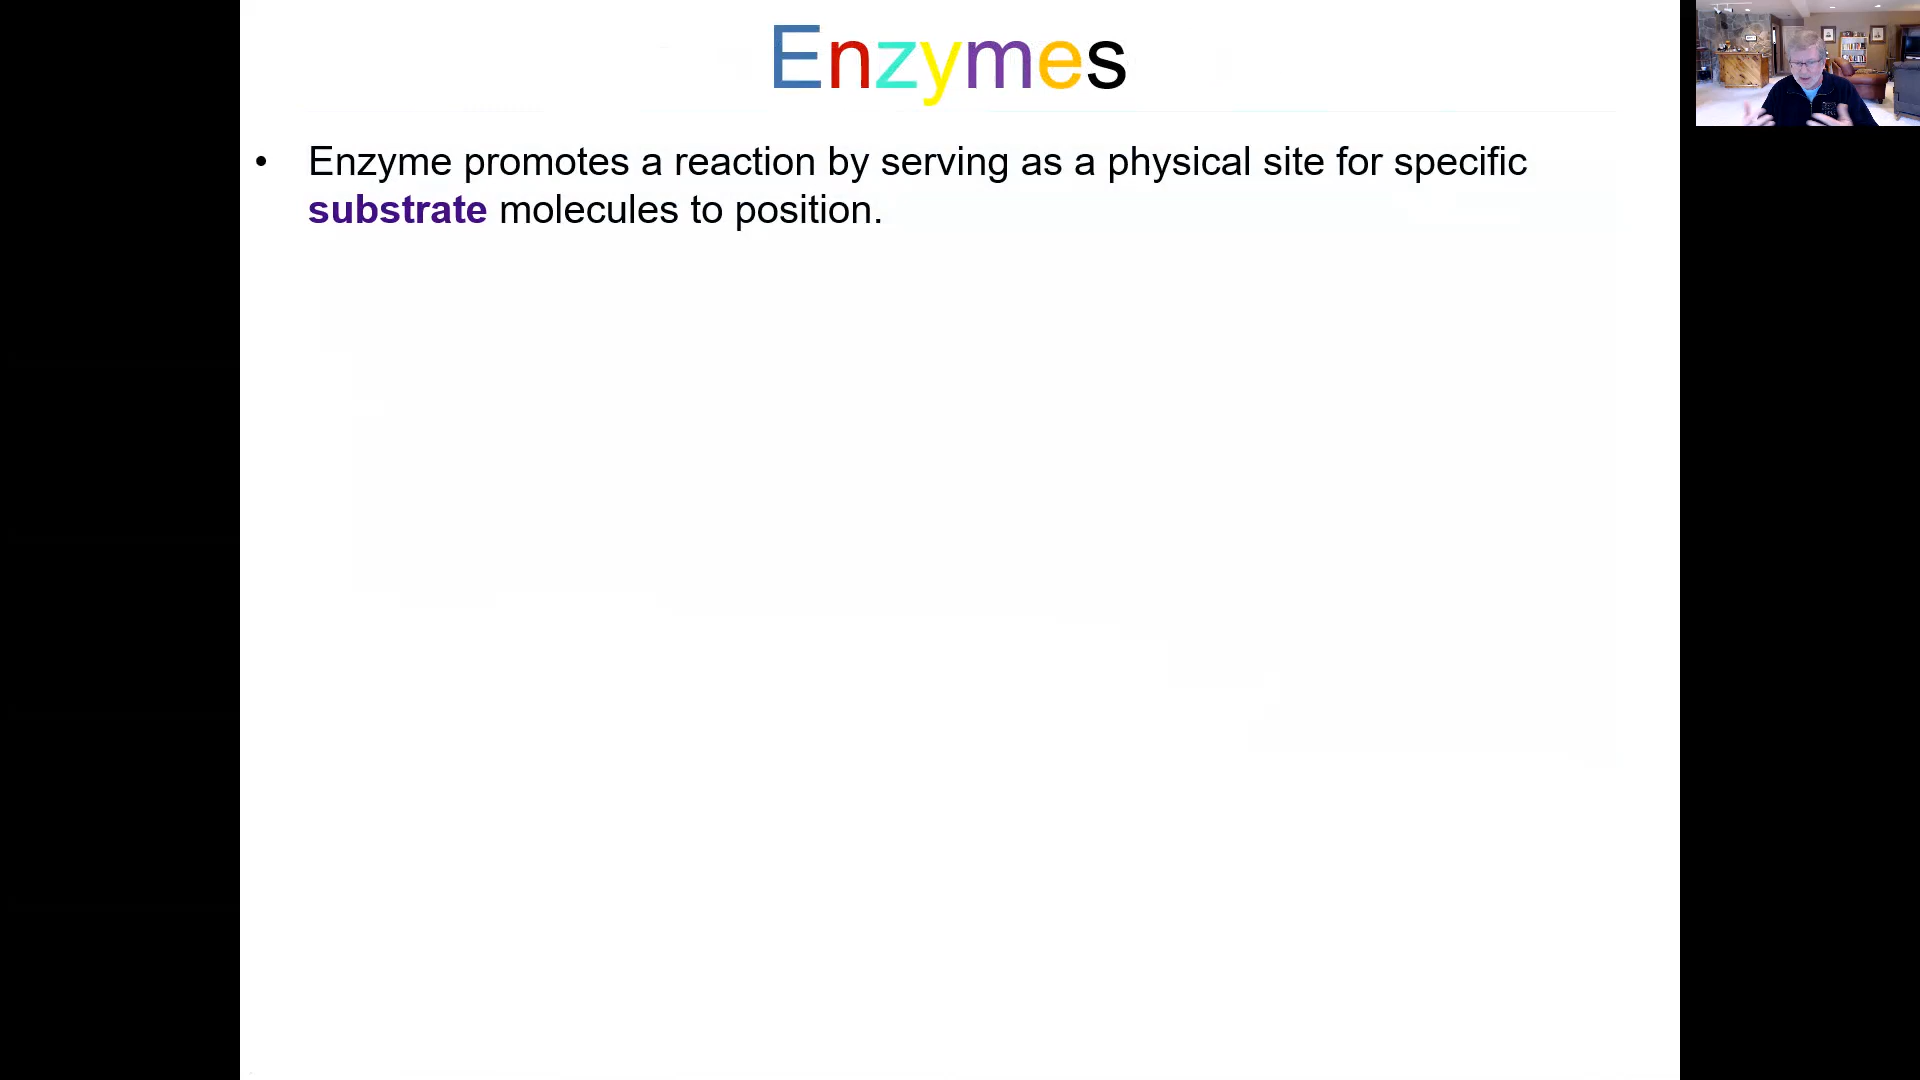 Enzymes
• Enzyme promotes a reaction by serving as a physical site for specific
substrate molecules to position.